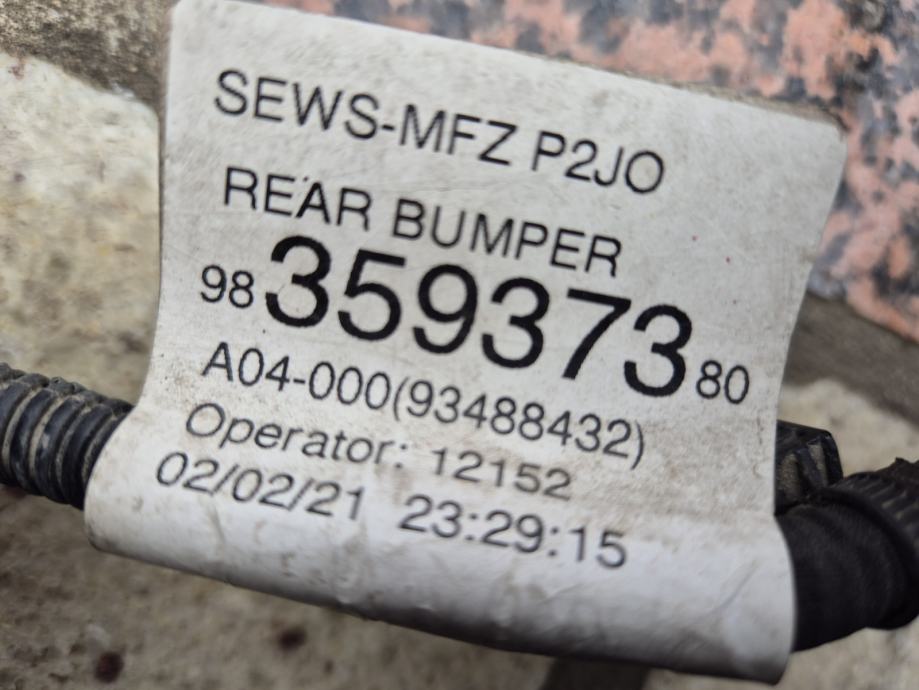 SEWS-MFZ P2JO
REAR BUMPER
98 359373 80
A04-000(93488432)
Operator: 12152
02/02/21 23:29:15